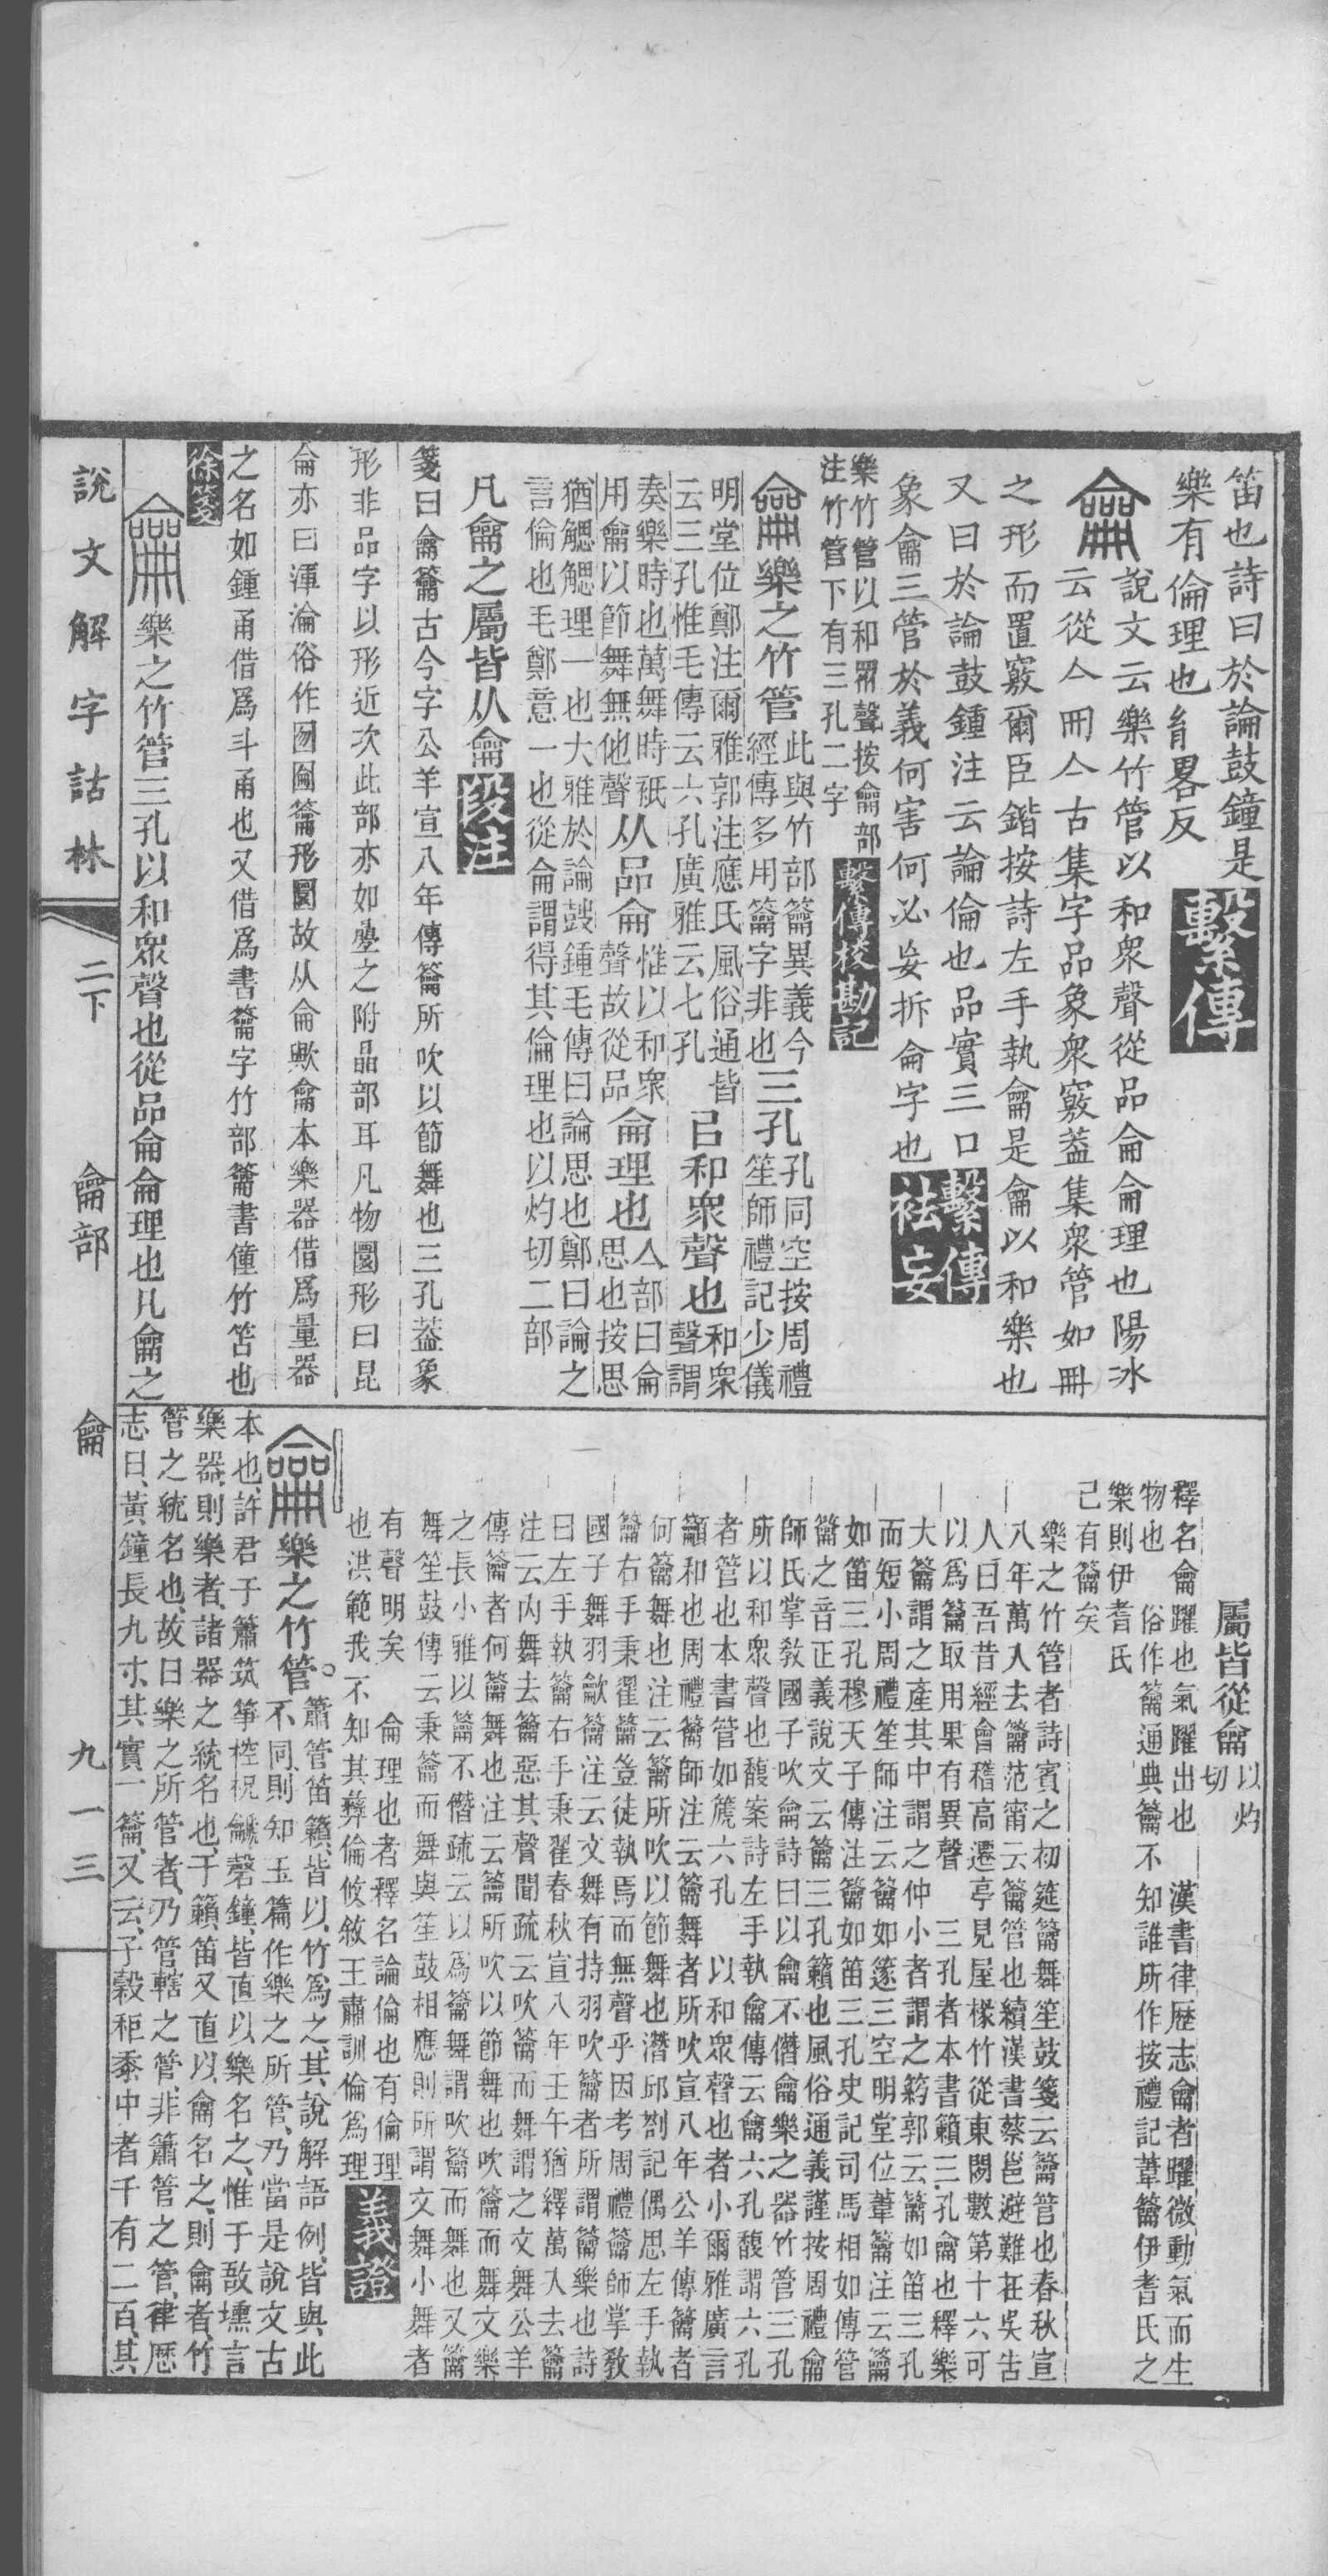 笛也詩曰於論鼓鐘是
樂有倫理也𦙍畧反
繫傳
龠說文云樂竹管以和衆聲從品侖侖理也陽冰
云從亼冊亼古集字品象衆竅蓋集衆管如冊
之形而置竅爾臣鍇按詩左手執龠是龠以和樂也
又曰於論鼓鍾注云論倫也品實三口
象龠三管於義何害何必妄拆侖字也
繫傳
袪妄
樂竹管以和眾聲按龠部
注竹管下有三孔二字
繫傳校勘記
龠樂之竹管此與竹部籥異義今
經傳多用籥字非也三孔孔同空按周禮
笙師禮記少儀
明堂位鄭注爾雅郭注應氏風俗通皆
云三孔惟毛傳云六孔廣雅云七孔㠯和衆聲也和衆
聲謂
奏樂時也萬舞時衹
用龠以節舞無他聲从品侖惟以和衆
聲故從品侖理也亼部曰侖
思也按思
猶䚡䚡理一也大雅於論鼓鍾毛傳曰論思也鄭曰論之
言倫也毛鄭意一也從侖謂得其倫理也以灼切二部
凡龠之屬皆从龠
段注
箋曰龠籥古今字公羊宣八年傳籥所吹以節舞也三孔蓋象
形非品字以形近次此部亦如壘之附晶部耳凡物圜形曰昆
侖亦曰渾淪俗作囫圇籥形圜故从侖歟龠本樂器借爲量器
之名如鍾甬借爲斗甬也又借爲書籥字竹部籥書僮竹笘也
徐箋
龠樂之竹管三孔以和眾聲也從品侖侖理也凡龠之
屬皆從龠以灼
切
釋名龠躍也氣躍出也　漢書律歷志龠者躍微動氣而生
物也　俗作籥通典籥不知誰所作按禮記葦籥伊耆氏之
樂則伊耆氏
己有籥矣
樂之竹管者詩賓之初筵籥舞笙鼓箋云籥管也春秋宣
八年萬入去籥范甯云籥管也續漢書蔡邕避難在吳告
人曰吾昔經會稽高遷亭見屋椽竹從東閒數第十六可
以爲籥取用果有異聲　三孔者本書籟三孔龠也釋樂
大籥謂之產其中謂之仲小者謂之箹郭云籥如笛三孔
而短小周禮笙師注云籥如篴三空明堂位葦籥注云籥
如笛三孔穆天子傳注籥如笛三孔史記司馬相如傳管
籥之音正義說文云籥三孔籟也風俗通義謹按周禮龠
師氏掌敎國子吹龠詩曰以龠不僭龠樂之器竹管三孔
所以和衆聲也馥案詩左手執龠傳云龠六孔馥謂六孔
者管也本書管如篪六孔　以和眾聲也者小爾雅廣言
籲和也周禮籥師注云籥舞者所吹宣八年公羊傳籥者
何籥舞也注云籥所吹以節舞也潛邱劄記偶思左手執
籥右手秉翟籥豈徒執焉而無聲乎因考周禮籥師掌敎
國子舞羽龡籥注云文舞有持羽吹籥者所謂籥樂也詩
曰左手執籥右手秉翟春秋宣八年壬午猶繹萬入去籥
注云內舞去籥惡其聲聞疏云吹籥而舞謂之文舞公羊
傳籥者何籥舞也注云籥所吹以節舞也吹籥而舞文樂
之長小雅以籥不僭疏云以爲籥舞謂吹籥而舞也又籥
舞笙鼓傳云秉籥而舞與笙鼓相應則所謂文舞小舞者
有聲明矣　侖理也者釋名論倫也有倫理
也洪範我不知其彝倫攸敘王肅訓倫爲理
義證
龠樂之竹管。簫管笛籟、皆以竹爲之、其說解語例、皆與此
不同、則知玉篇作樂之所管、乃當是說文古
本也、許君于簫筑箏椌柷龢磬鐘、皆直以樂名之、惟于敔壎言
樂器、則樂者、諸器之統名也、于籟笛又直以龠名之、則龠者、竹
管之統名也、故曰樂之所管者、乃管轄之管、非簫管之管、律歷
志曰、黃鐘長九寸、其實一籥、又云、子穀秬黍中者千有二百、其
說文解字詁林　二下　龠部　龠　九一三